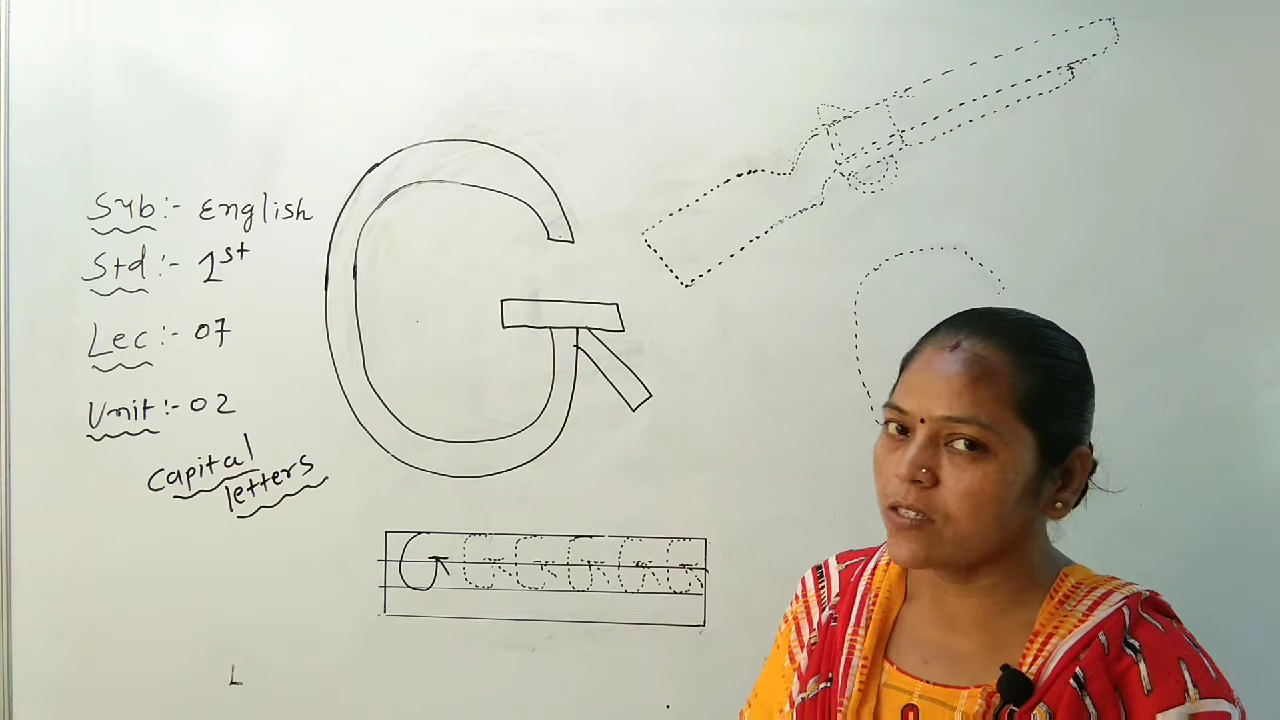 Sub:- English
Std:- 1st
Lec:- 07
Unit:- 02
capital
letters
G
G G G G G G
L